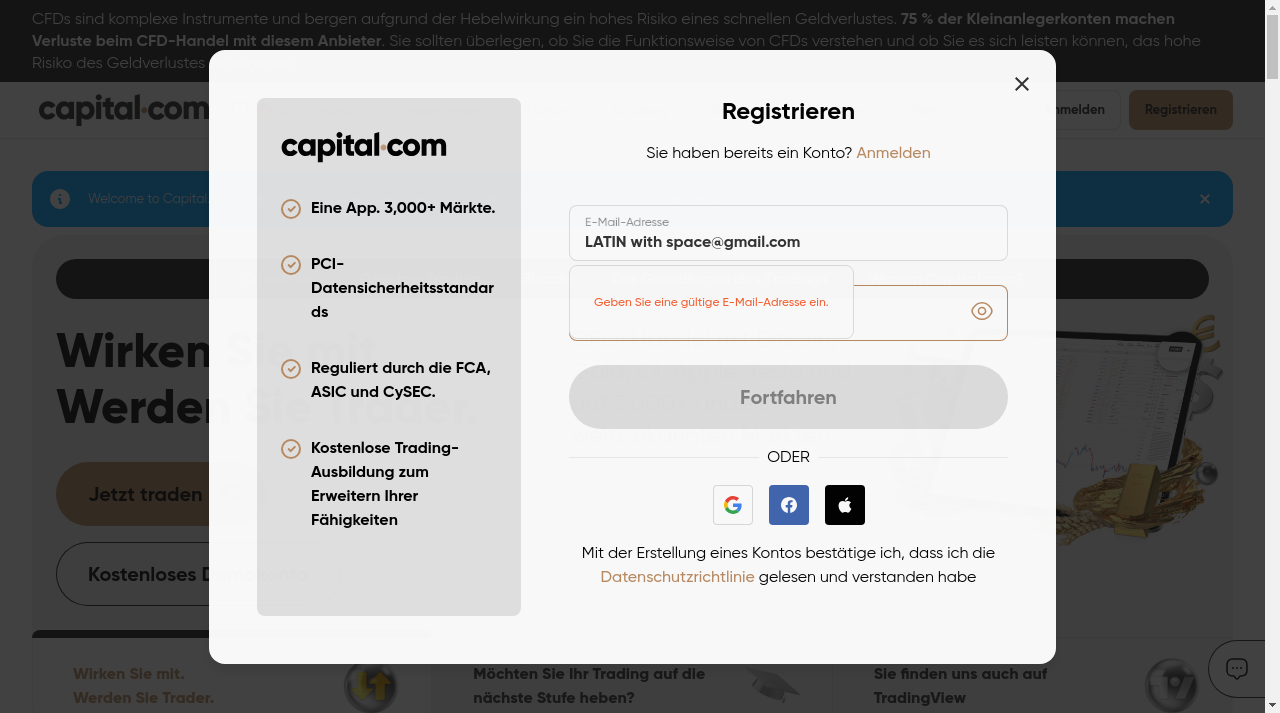 CFDs sind komplexe Instrumente und bergen aufgrund der Hebelwirkung ein hohes Risiko eines schnellen Geldverlustes. 75 % der Kleinanlegerkonten machen
Verluste beim CFD-Handel mit diesem Anbieter. Sie sollten überlegen, ob Sie die Funktionsweise von CFDs verstehen und ob Sie es sich leisten können, das hohe
Risiko des Geldverlustes
capital.com
Registrieren
Welcome to Capital
Wirken Sie mit.
Werden Sie Trader.
Jetzt traden
Kostenloses
capital.com
Eine App. 3,000+ Märkte.
PCI-
Datensicherheitsstandar
ds
Reguliert durch die FCA,
ASIC und CySEC.
Kostenlose Trading-
Ausbildung zum
Erweitern Ihrer
Fähigkeiten
Registrieren
Sie haben bereits ein Konto? Anmelden
E-Mail-Adresse
LATIN with space@gmail.com
Geben Sie eine gültige E-Mail-Adresse ein.
Fortfahren
ODER
Mit der Erstellung eines Kontos bestätige ich, dass ich die
Datenschutzrichtlinie gelesen und verstanden habe
Wirken Sie mit.
Werden Sie Trader.
Möchten Sie Ihr Trading auf die
nächste Stufe heben?
Sie finden uns auch auf
TradingView